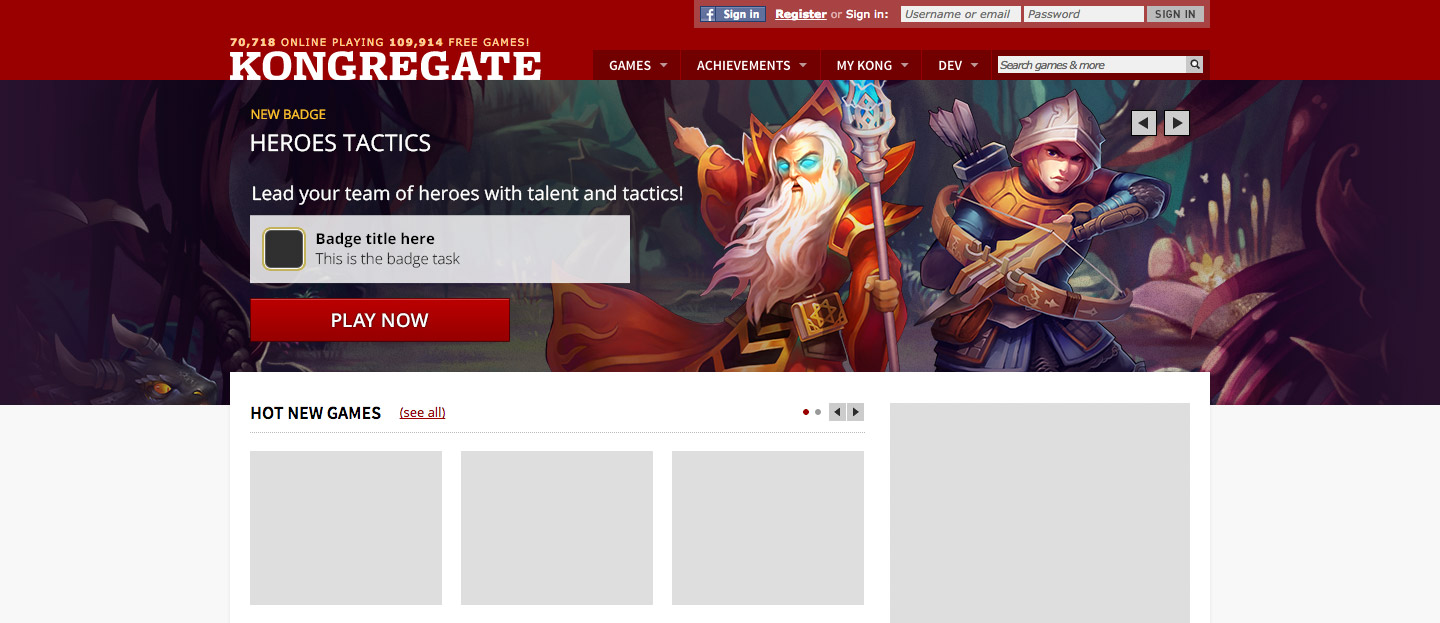 Sign in
Register or Sign in:
Username or email
Password
SIGN IN
70,718 ONLINE PLAYING 109,914 FREE GAMES!
KONGREGATE
GAMES
ACHIEVEMENTS
MY KONG
DEV
Search games & more
NEW BADGE
HEROES TACTICS
Lead your team of heroes with talent and tactics!
Badge title here
This is the badge task
PLAY NOW
HOT NEW GAMES
(see all)